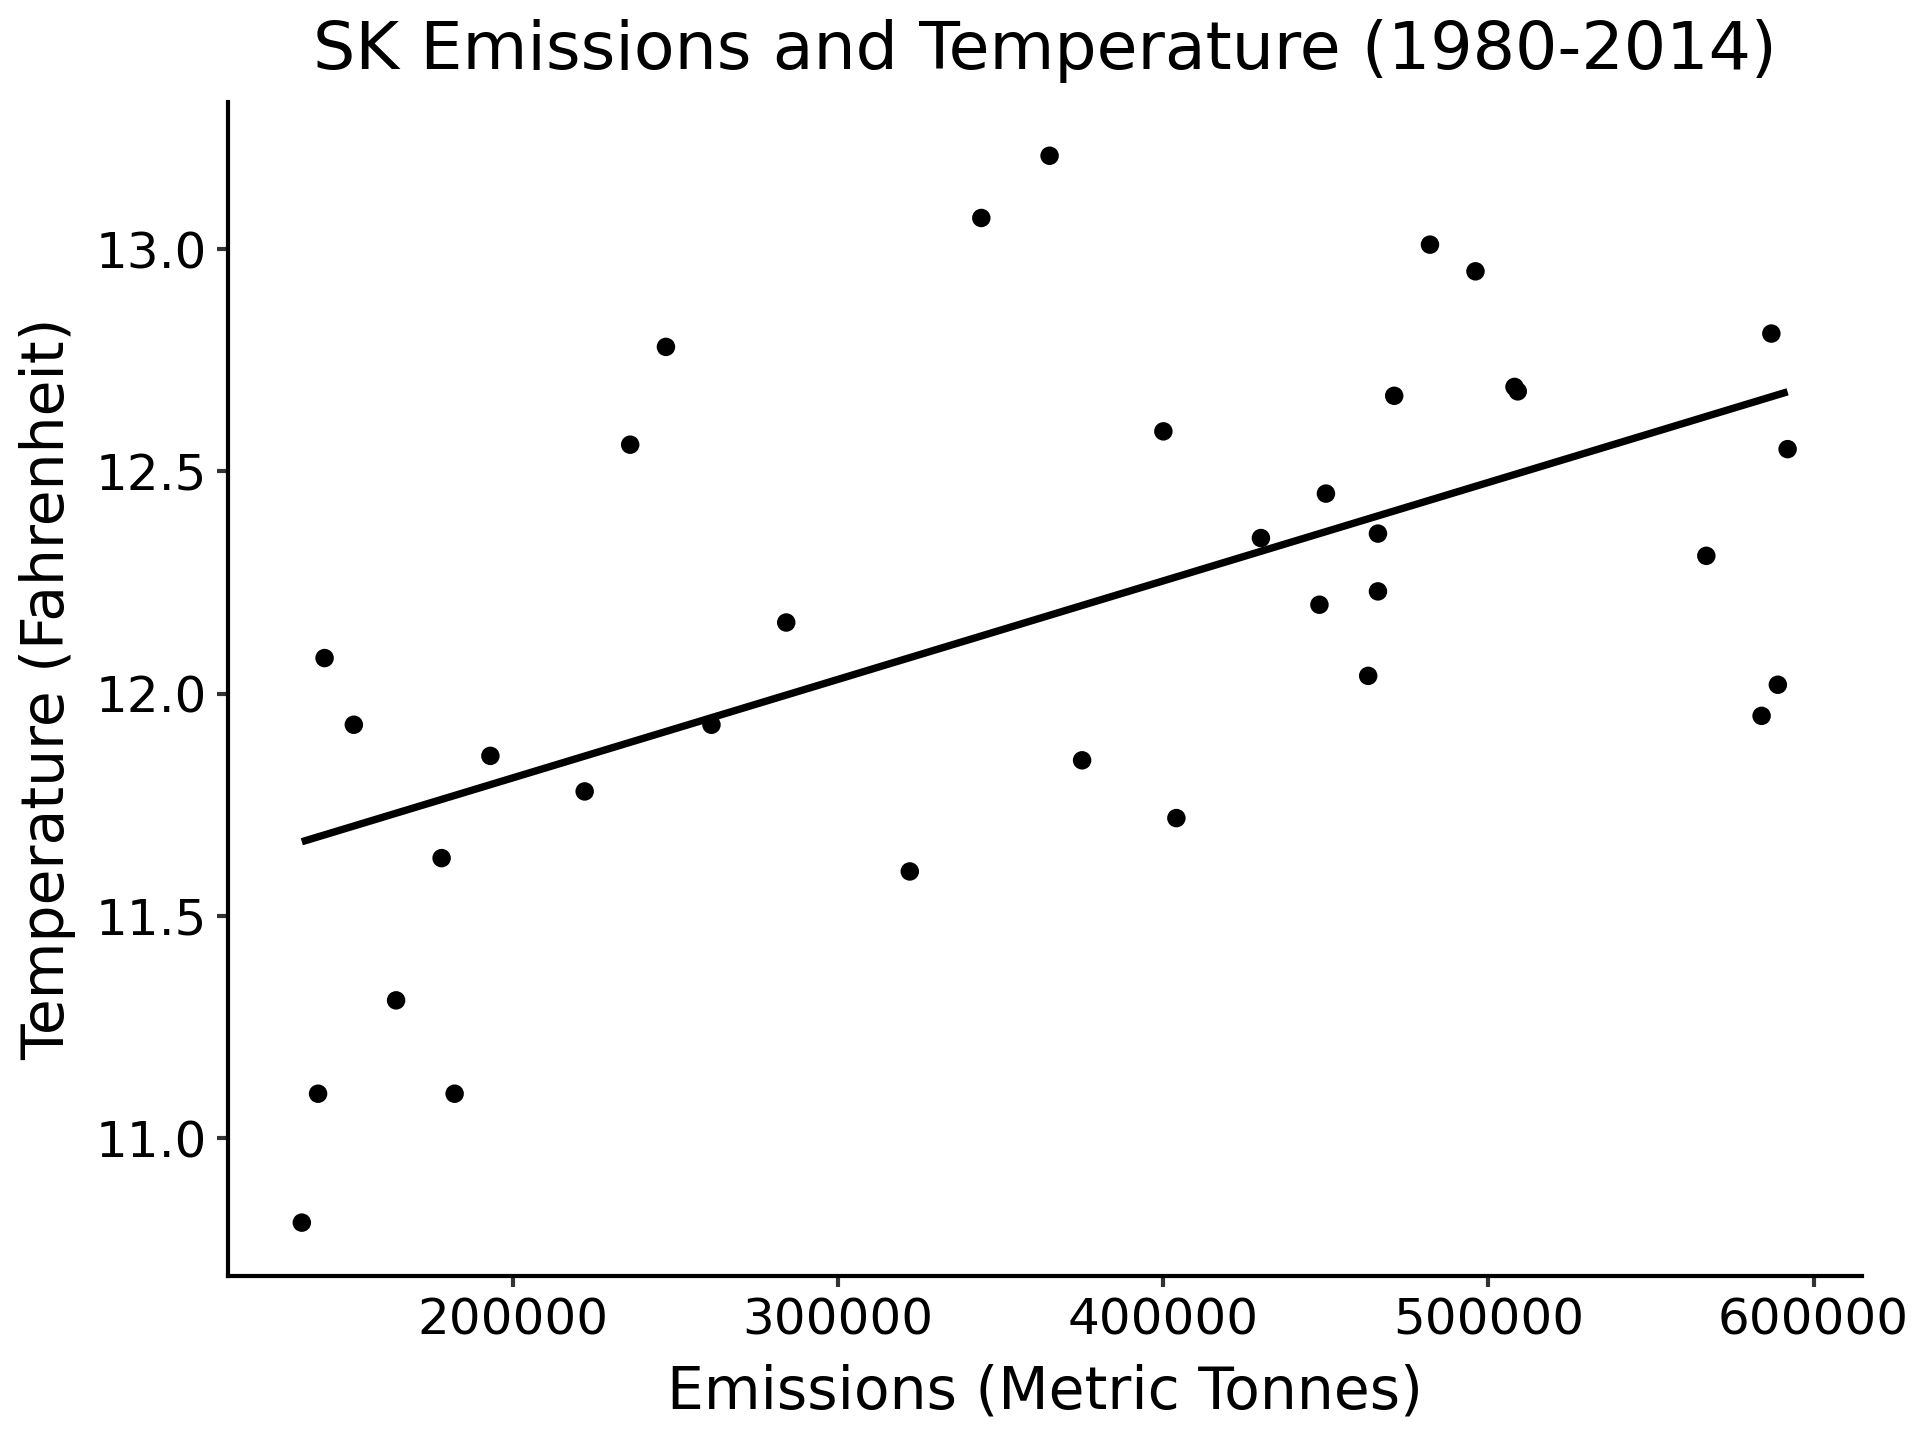 SK Emissions and Temperature (1980-2014)
Temperature (Fahrenheit)
13.0
12.5
12.0
11.5
11.0
200000 300000 400000 500000 600000
Emissions (Metric Tonnes)